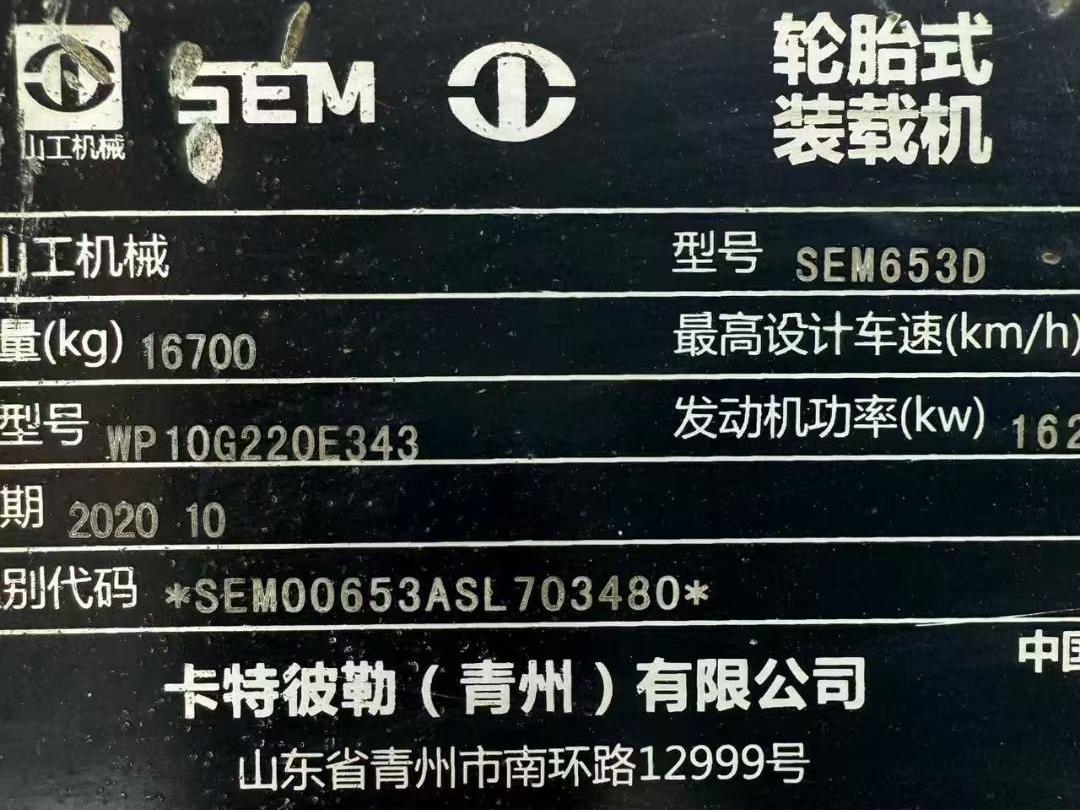 山工机械 SEM 轮胎式
装载机
山工机械 型号 SEM653D
量(kg) 16700 最高设计车速(km/h)
型号 WP10G220E343 发动机功率(kw) 162
期 2020 10
别代码 *SEM00653ASL703480*
中国
卡特彼勒(青州)有限公司
山东省青州市南环路12999号